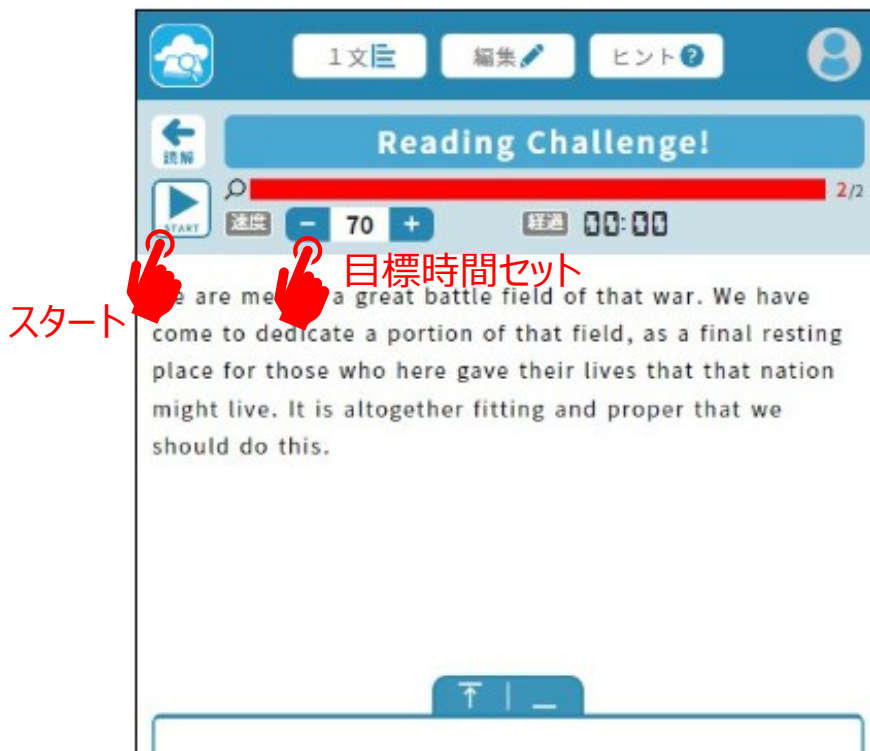 1文
編集
ヒント
読解
Reading Challenge!
2/2
START
速度
- 70 +
経過 00:00
スタート
目標時間セット
e are me a great battle field of that war. We have
come to dedicate a portion of that field, as a final resting
place for those who here gave their lives that that nation
might live. It is altogether fitting and proper that we
should do this.